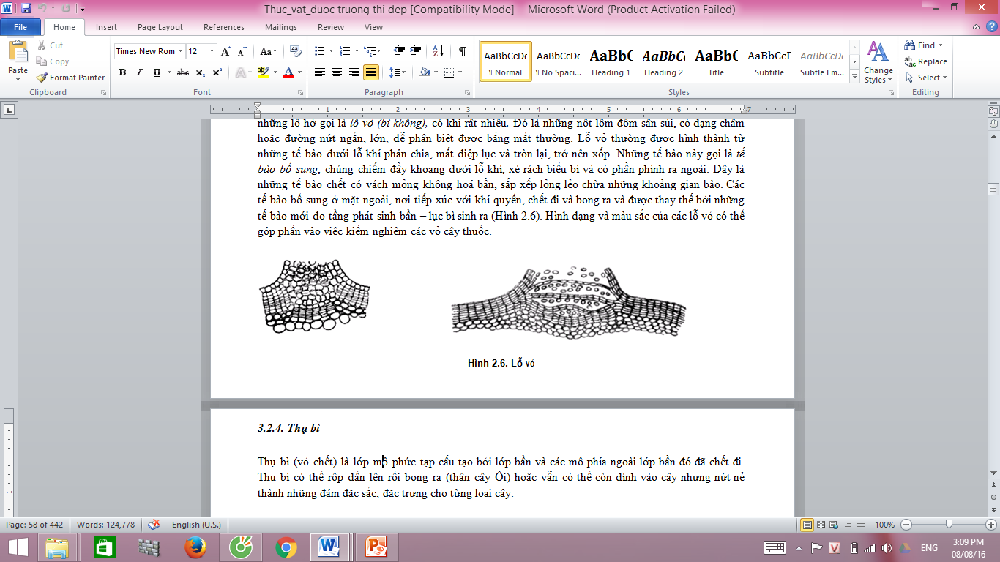 Thuc_vat_duoc truong thi dep [Compatibility Mode] - Microsoft Word (Product Activation Failed)
File Home Insert Page Layout References Mailings Review View
Paste
Cut
Copy
Format Painter
Clipboard
Times New Rom 12
Font
Paragraph
AaBbCcDc AaBbCcDc AaBbC AaBbCc AaBbC AaBbCcI AaBbCcDc
¶ Normal ¶ No Spaci... Heading 1 Heading 2 Title Subtitle Subtle Em...
Styles
Change Styles
Find
Replace
Select
Editing
1 2 3 4 5 6 7
những lỗ hở gọi là lỗ vỏ (bì khổng), có khi rất nhiều. Đó là những nốt lôm đôm sần sùi, có dạng chấm
hoặc đường nứt ngắn, lớn, dễ phân biệt được bằng mắt thường. Lỗ vỏ thường được hình thành từ
những tế bào dưới lỗ khí phân chia, mất diệp lục và tròn lại, trở nên xốp. Những tế bào này gọi là tế
bào bổ sung, chúng chiếm đầy khoang dưới lỗ khí, xé rách biểu bì và có phần phình ra ngoài. Đây là
những tế bào chết có vách mỏng không hoá bần, sắp xếp lỏng lẻo chừa những khoảng gian bào. Các
tế bào bổ sung ở mặt ngoài, nơi tiếp xúc với khí quyển, chết đi và bong ra và được thay thế bởi những
tế bào mới do tầng phát sinh bần – lục bì sinh ra (Hình 2.6). Hình dạng và màu sắc của các lỗ vỏ có thể
góp phần vào việc kiểm nghiệm các vỏ cây thuốc.
Hình 2.6. Lỗ vỏ
3.2.4. Thụ bì
Thụ bì (vỏ chết) là lớp mô phức tạp cấu tạo bởi lớp bần và các mô phía ngoài lớp bần đó đã chết đi.
Thụ bì có thể rộp dần lên rồi bong ra (thân cây Ổi) hoặc vẫn có thể còn dính vào cây nhưng nứt nẻ
thành những đám đặc sắc, đặc trưng cho từng loại cây.
Page: 58 of 442 Words: 124,778 English (U.S.) 100%
ENG
3:09 PM
08/08/16